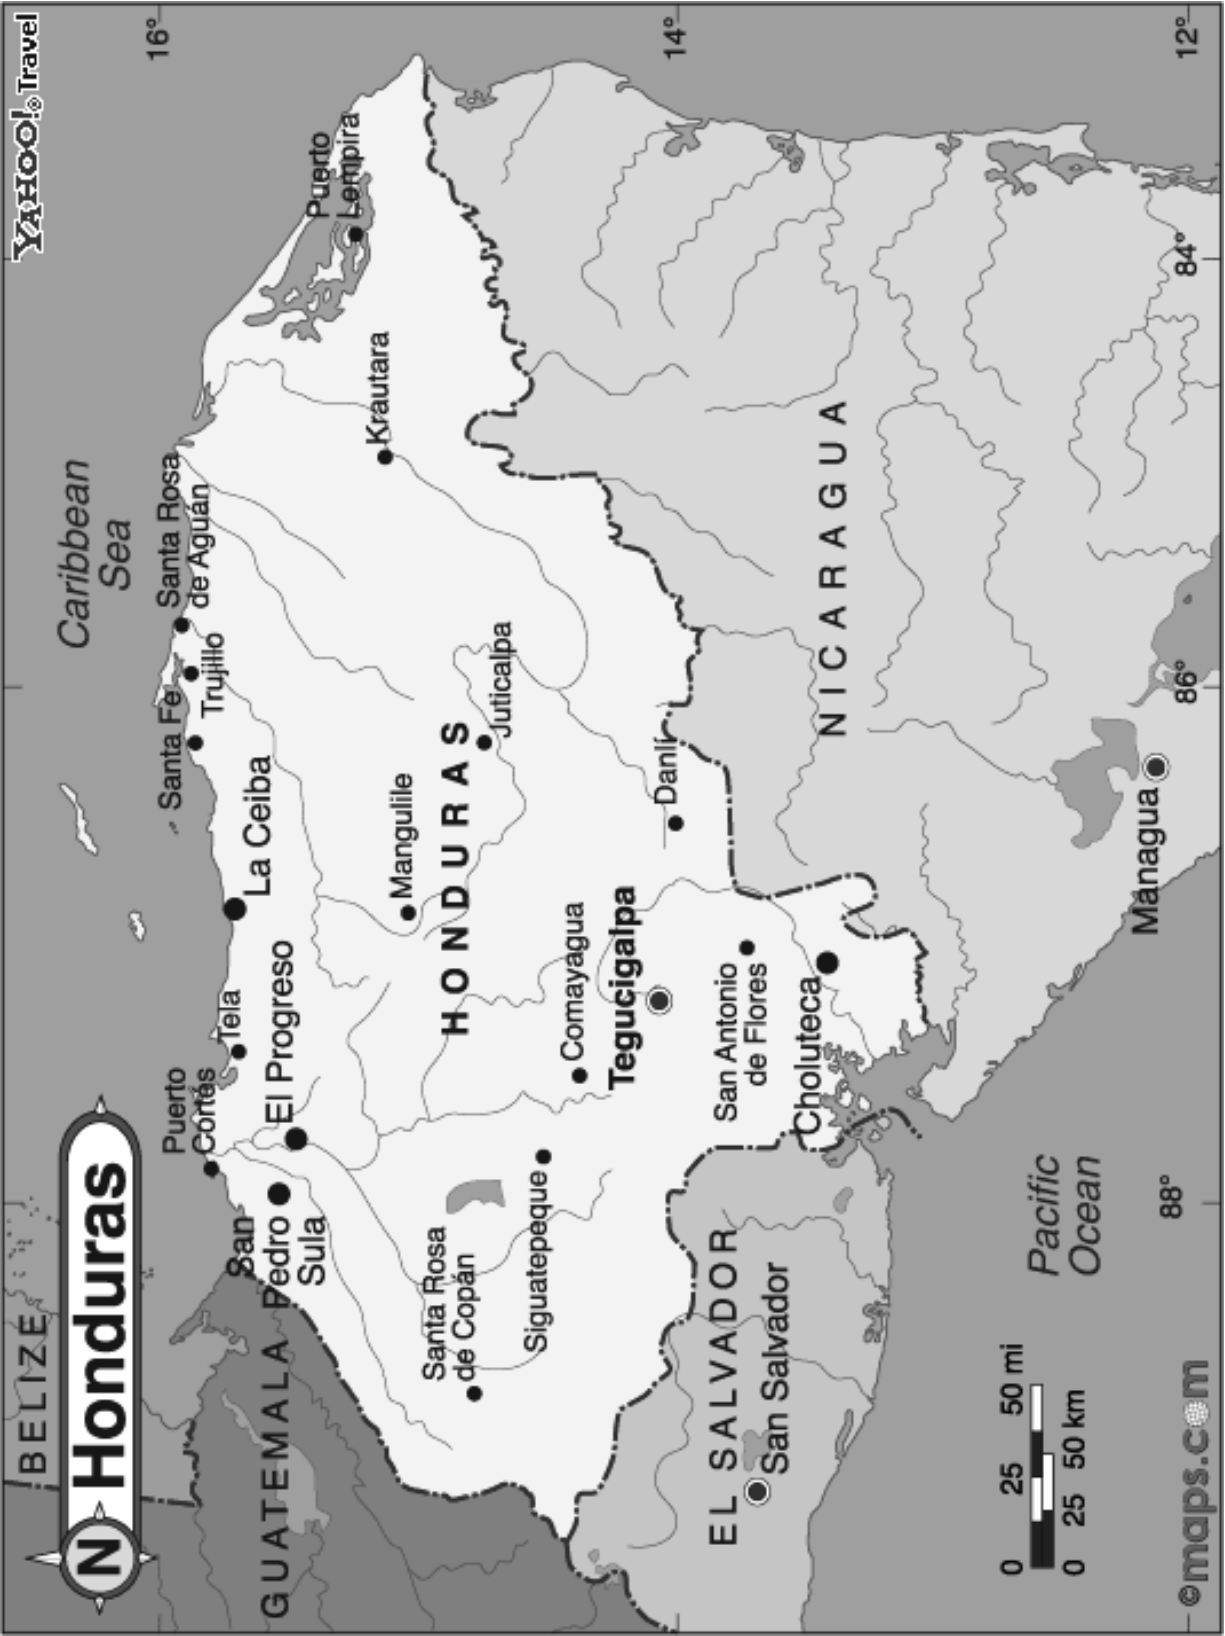 YAHOO! Travel
N Honduras
BELIZE
GUATEMALA
Caribbean
Sea
16°
14°
12°
84°
86°
88°
Puerto
Cortés
Tela
La Ceiba
Santa Fe
Trujillo
Santa Rosa
de Aguán
Puerto
Lempira
San
Pedro
Sula
El Progreso
Mangulile
Krautara
HONDURAS
Juticalpa
Santa Rosa
de Copán
Siguatepeque
Comayagua
Tegucigalpa
Danlí
San Antonio
de Flores
Choluteca
NICARAGUA
Managua
EL SALVADOR
San Salvador
Pacific
Ocean
0 25 50 mi
0 25 50 km
©maps.com